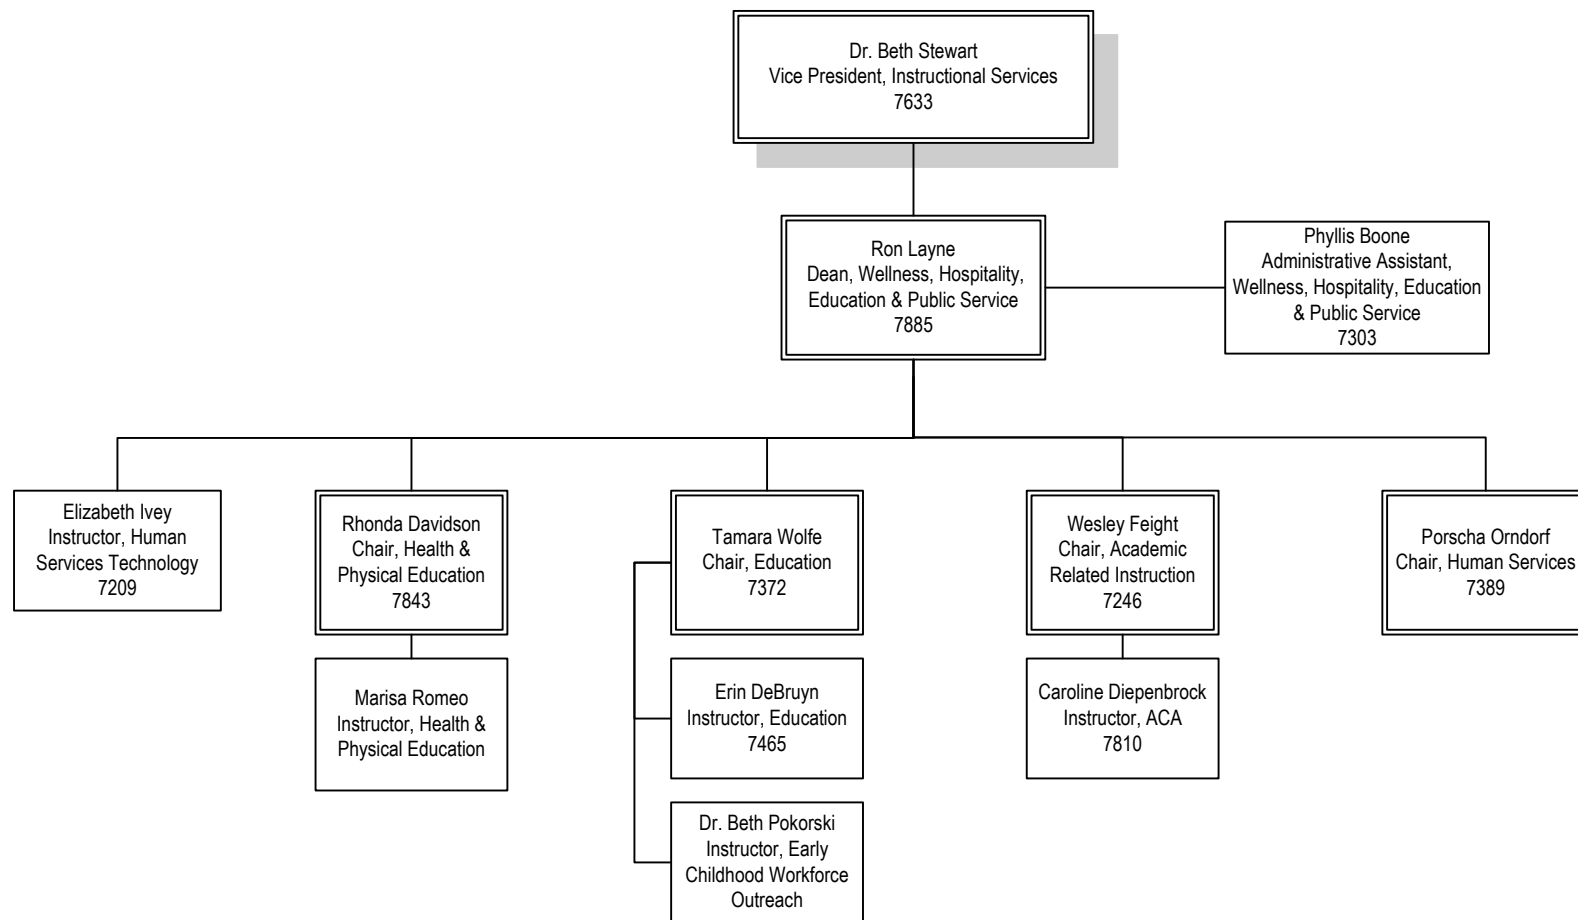 Dr. Beth Stewart
Vice President, Instructional Services
7633
Ron Layne
Dean, Wellness, Hospitality,
Education & Public Service
7885
Phyllis Boone
Administrative Assistant,
Wellness, Hospitality, Education
& Public Service
7303
Elizabeth Ivey
Instructor, Human
Services Technology
7209
Rhonda Davidson
Chair, Health &
Physical Education
7843
Tamara Wolfe
Chair, Education
7372
Wesley Feight
Chair, Academic
Related Instruction
7246
Porscha Orndorf
Chair, Human Services
7389
Marisa Romeo
Instructor, Health &
Physical Education
Erin DeBruyn
Instructor, Education
7465
Caroline Diepenbrock
Instructor, ACA
7810
Dr. Beth Pokorski
Instructor, Early
Childhood Workforce
Outreach